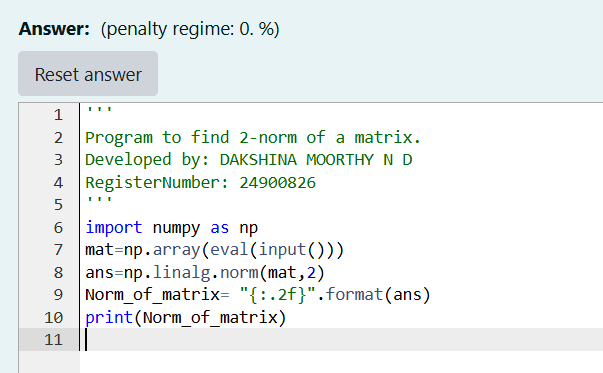 Answer: (penalty regime: 0. %)
Reset answer
1 '''
2 Program to find 2-norm of a matrix.
3 Developed by: DAKSHINA MOORTHY N D
4 RegisterNumber: 24900826
5 '''
6 import numpy as np
7 mat=np.array(eval(input()))
8 ans=np.linalg.norm(mat,2)
9 Norm_of_matrix= "{:.2f}".format(ans)
10 print(Norm_of_matrix)
11